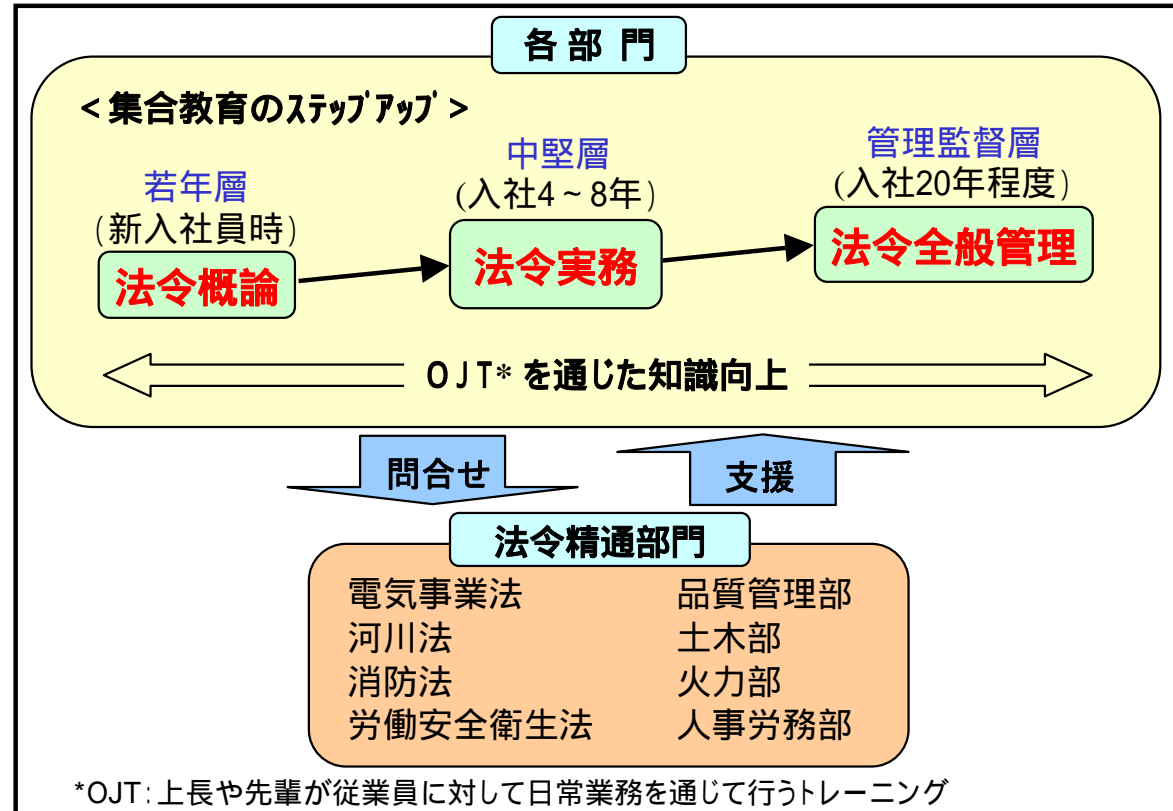 各部門
<集合教育のステップアップ>
若年層
(新入社員時)
法令概論
中堅層
(入社4~8年)
法令実務
管理監督層
(入社20年程度)
法令全般管理
OJT*を通じた知識向上
問合せ
支援
法令精通部門
電気事業法 品質管理部
河川法 土木部
消防法 火力部
労働安全衛生法 人事労務部
*OJT:上長や先輩が従業員に対して日常業務を通じて行うトレーニング